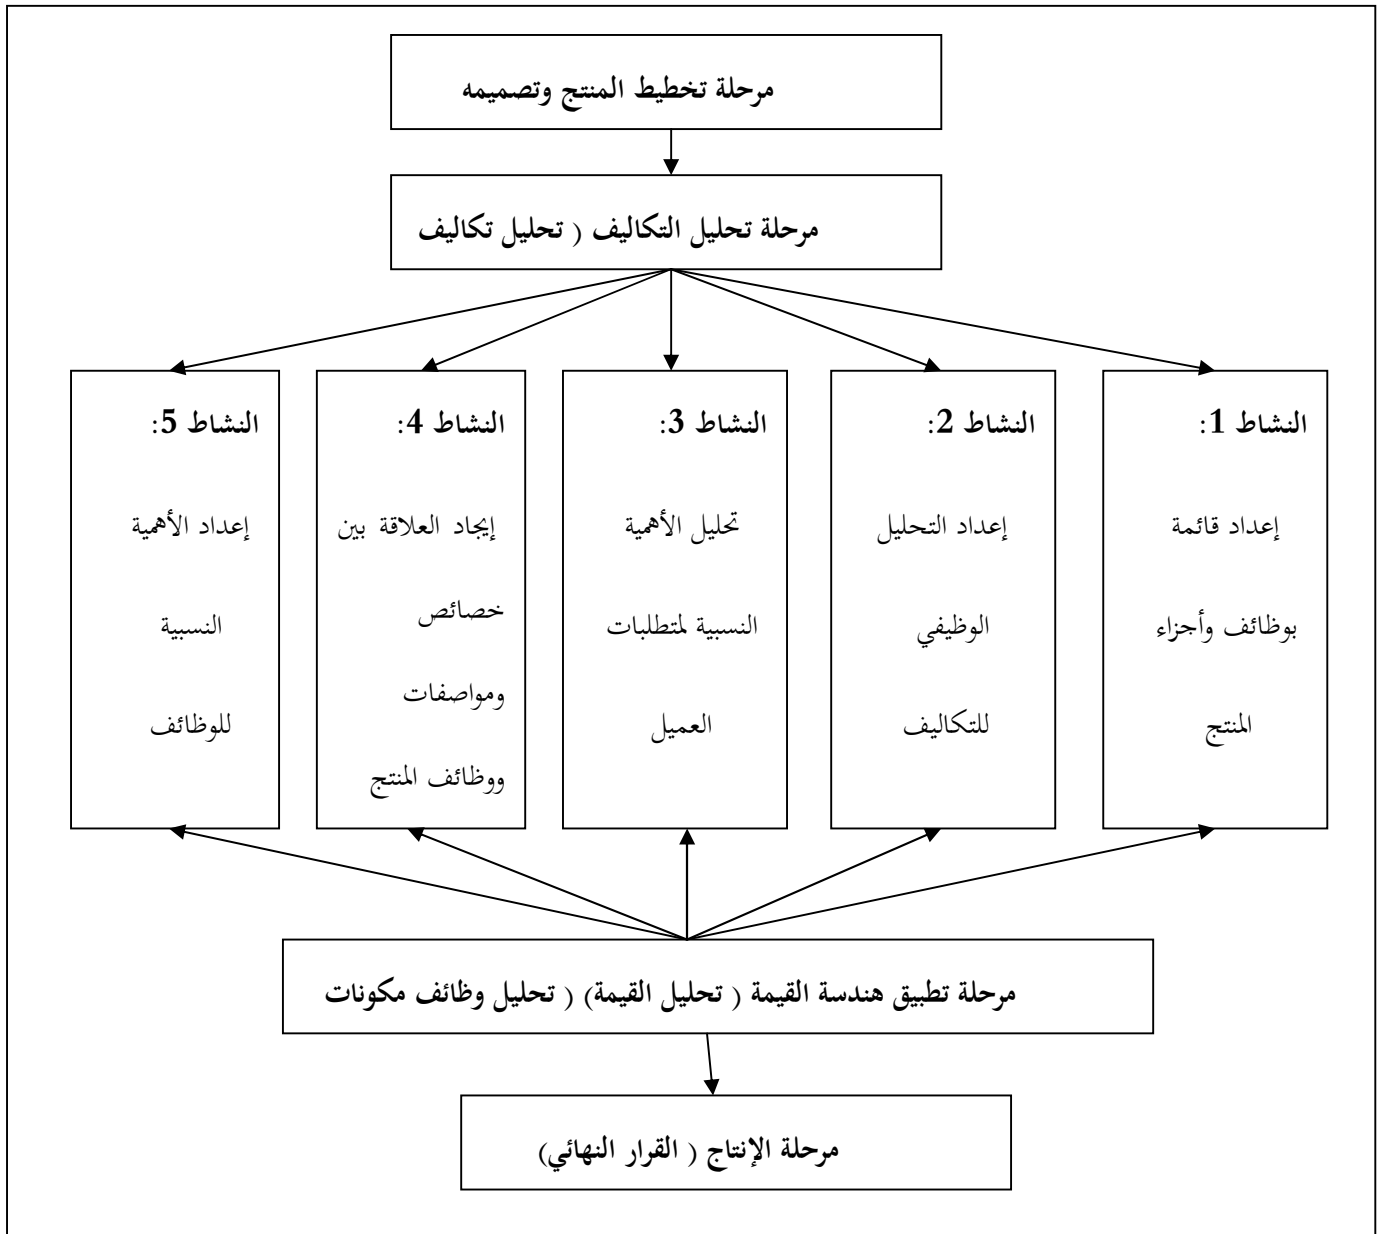 مرحلة تخطيط المنتج وتصميمه
مرحلة تحليل التكاليف ( تحليل تكاليف
النشاط 1:
إعداد قائمة
بوظائف وأجزاء
المنتج
النشاط 2:
إعداد التحليل
الوظيفي
للتكاليف
النشاط 3:
تحليل الأهمية
النسبية لمتطلبات
العميل
النشاط 4:
إيجاد العلاقة بين
خصائص
ومواصفات
ووظائف المنتج
النشاط 5:
إعداد الأهمية
النسبية
للوظائف
مرحلة تطبيق هندسة القيمة ( تحليل القيمة) ( تحليل وظائف مكونات
مرحلة الإنتاج ( القرار النهائي)